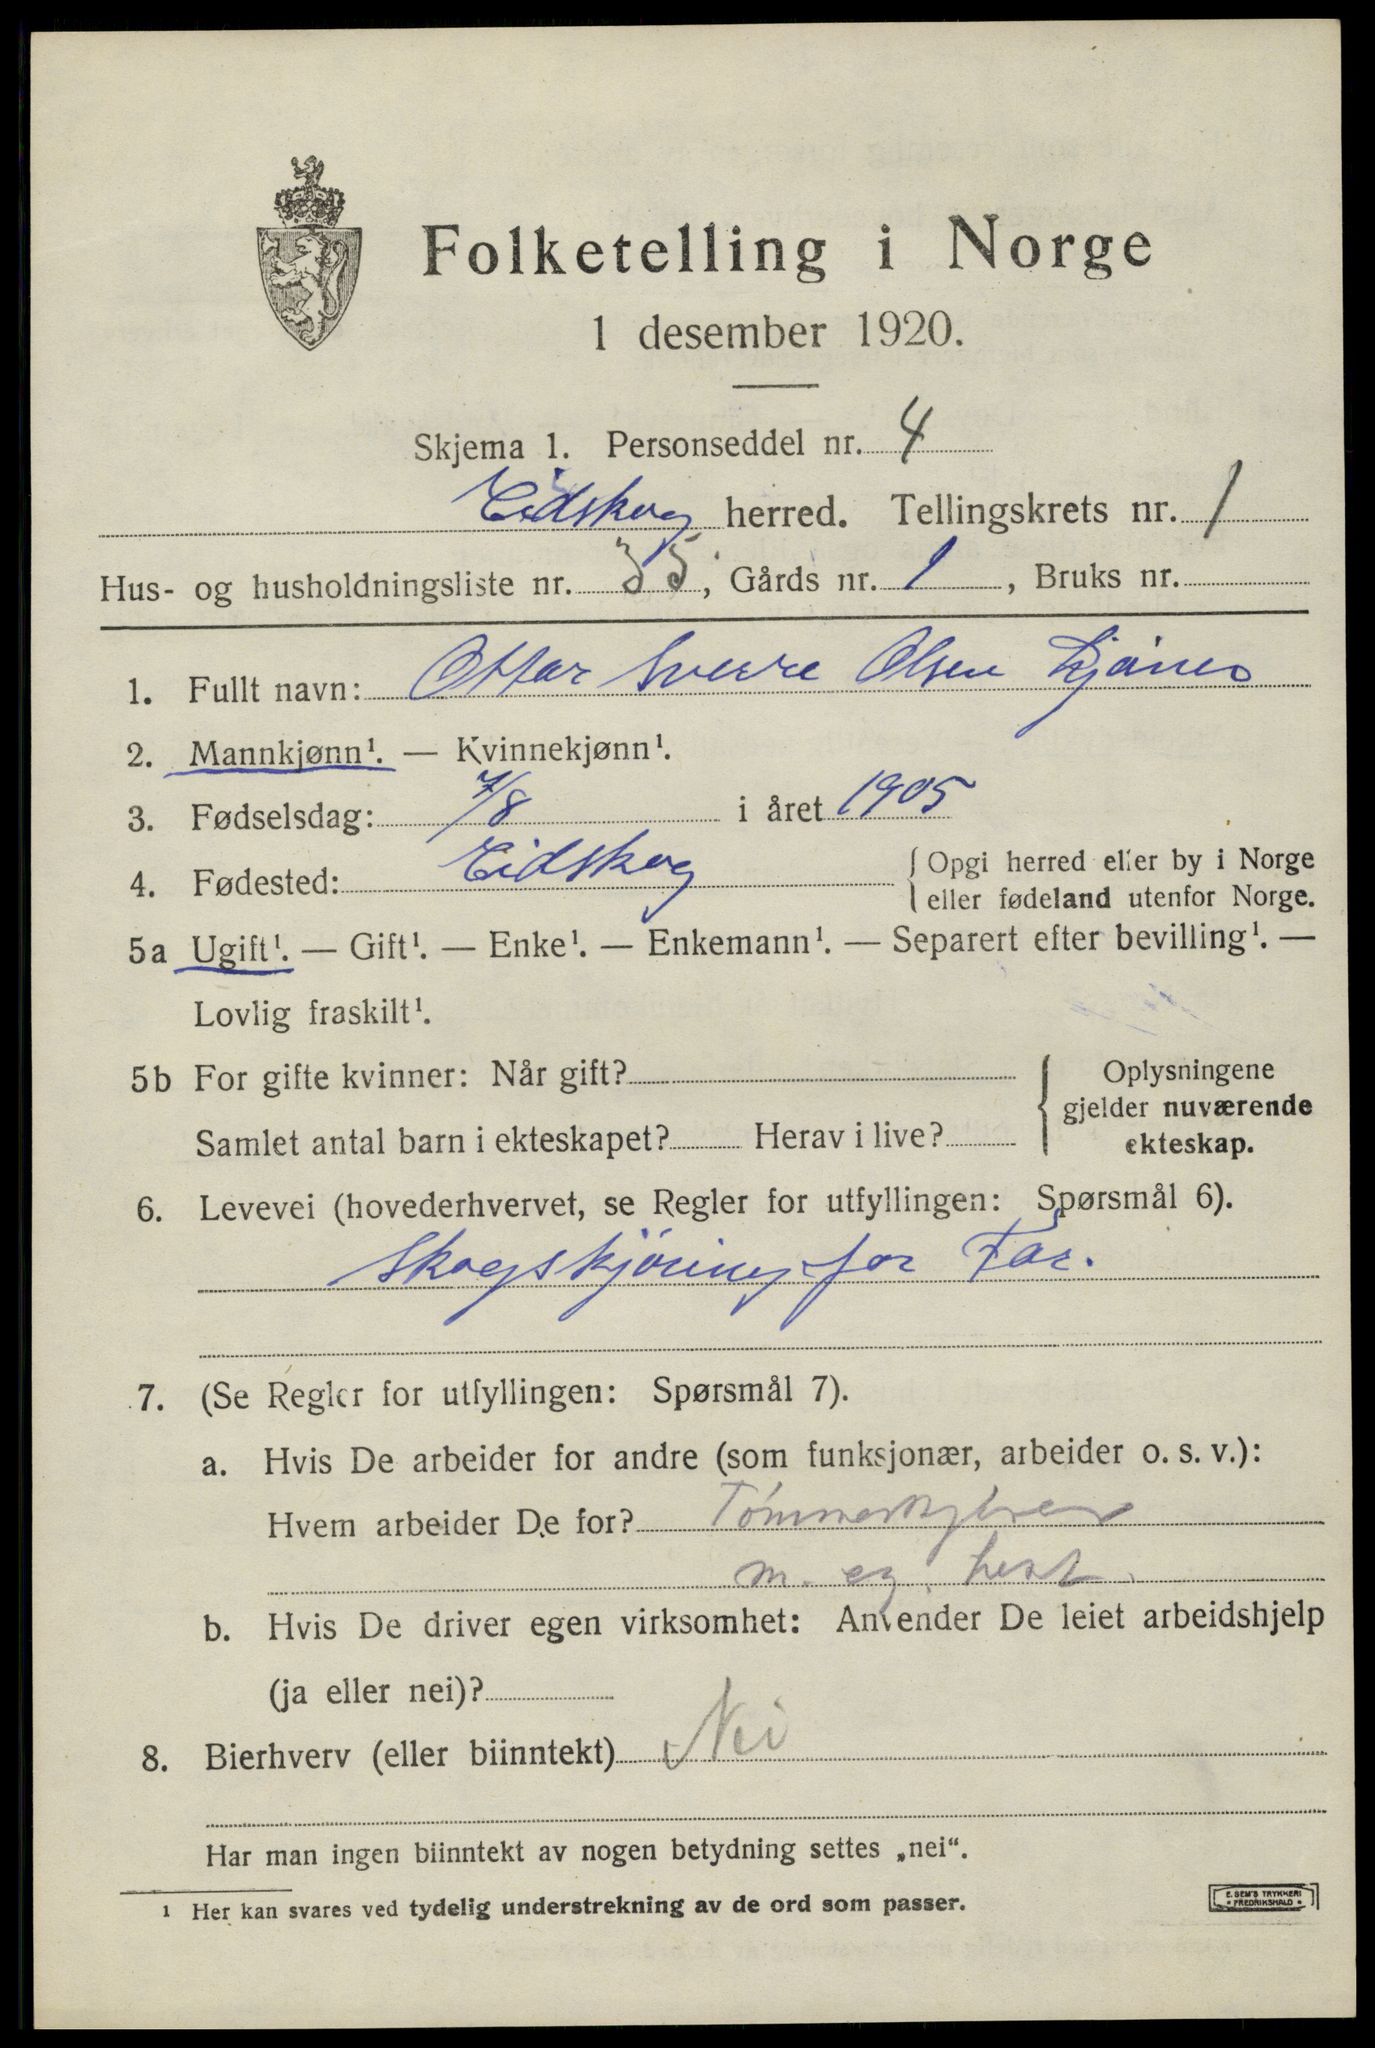 Folketelling i Norge
1 desember 1920.
Skjema 1. Personseddel nr. 4
Eidskog herred. Tellingskrets nr. 1
Hus- og husholdningsliste nr. 35, Gårds nr. 1, Bruks nr.
1. Fullt navn: Ottar Sverre Olsen
2. Mannkjønn¹. — Kvinnekjønn¹.
3. Fødselsdag: 7/8 i året 1905
4. Fødested: Eidskog { Opgi herred eller by i Norge
eller fødeland utenfor Norge.
5a Ugift¹. — Gift¹. — Enke¹. — Enkemann¹. — Separert efter bevilling¹. —
Lovlig fraskilt¹.
5b For gifte kvinner: Når gift? { Oplysningene
gjelder nuværende
Samlet antal barn i ekteskapet? Herav i live? ekteskap.
6. Levevei (hovederhvervet, se Regler for utfyllingen: Spørsmål 6).
Skogskjøring for Far.
7. (Se Regler for utfyllingen: Spørsmål 7).
a. Hvis De arbeider for andre (som funksjonær, arbeider o. s. v.):
Hvem arbeider De for?
m. eg. hest.
b. Hvis De driver egen virksomhet: Anvender De leiet arbeidshjelp
(ja eller nei)?
8. Bierhverv (eller biinntekt) Nei
Har man ingen biinntekt av nogen betydning settes „nei“.
¹ Her kan svares ved tydelig understrekning av de ord som passer.
E. SEM'S TRYKKERI
• FREDRIKSHALD •